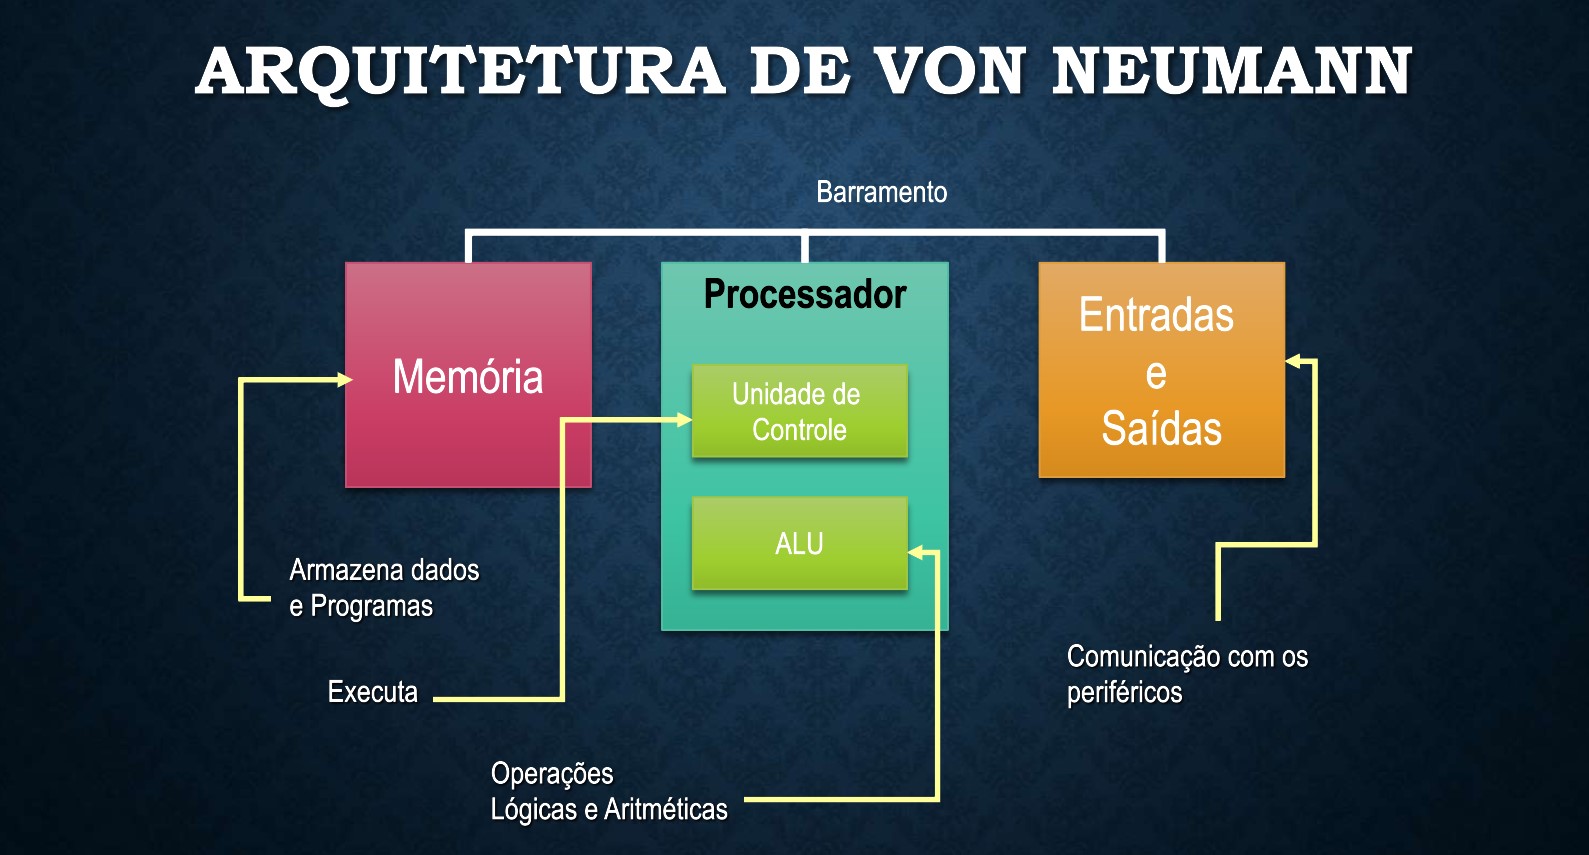 ARQUITETURA DE VON NEUMANN
Barramento
Memória
Processador
Unidade de
Controle
ALU
Entradas
e
Saídas
Armazena dados
e Programas
Executa
Operações
Lógicas e Aritméticas
Comunicação com os
periféricos